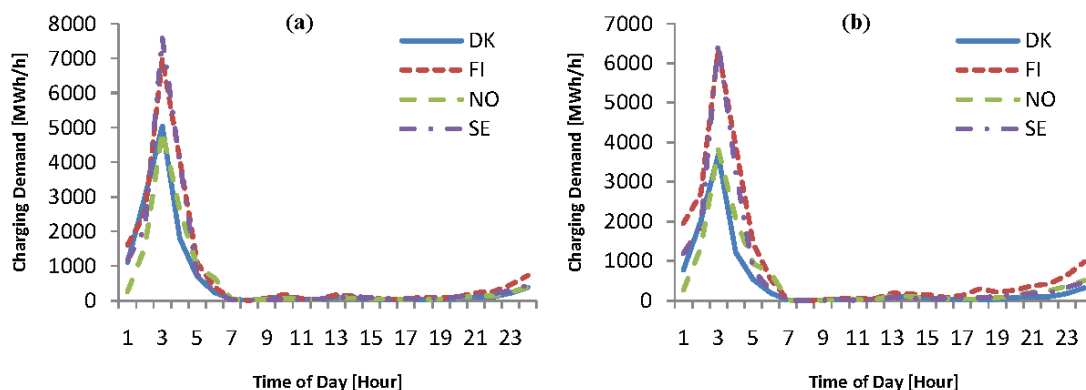 (a)
Charging Demand [MWh/h]
8000
7000
6000
5000
4000
3000
2000
1000
0
1 3 5 7 9 11 13 15 17 19 21 23
Time of Day [Hour]
DK
FI
NO
SE
(b)
Charging Demand [MWh/h]
7000
6000
5000
4000
3000
2000
1000
0
1 3 5 7 9 11 13 15 17 19 21 23
Time of Day [Hour]
DK
FI
NO
SE